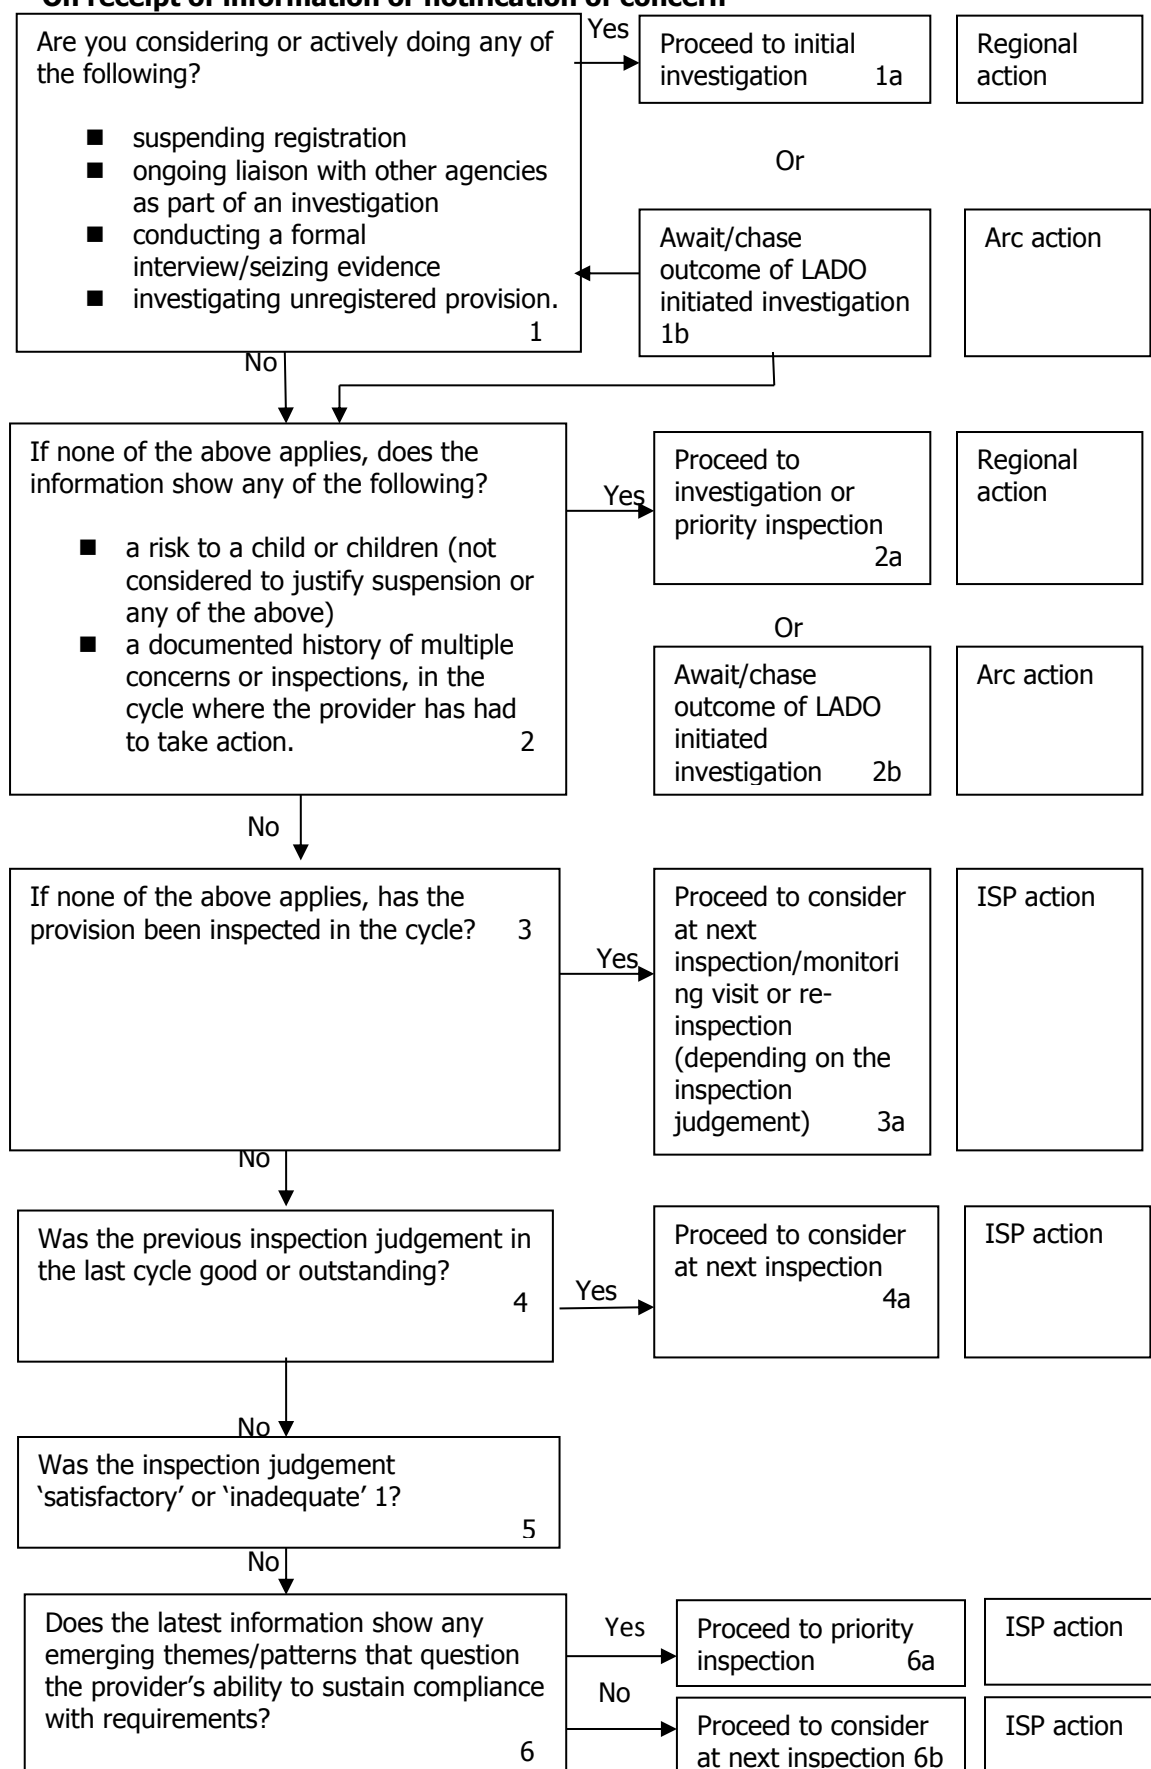 On receipt of information or notification of concern
Are you considering or actively doing any of
the following?
■ suspending registration
■ ongoing liaison with other agencies
as part of an investigation
■ conducting a formal
interview/seizing evidence
■ investigating unregistered provision.
1
Yes
Proceed to initial
investigation 1a
Regional
action
Or
Await/chase
outcome of LADO
initiated investigation
1b
Arc action
No
If none of the above applies, does the
information show any of the following?
■ a risk to a child or children (not
considered to justify suspension or
any of the above)
■ a documented history of multiple
concerns or inspections, in the
cycle where the provider has had
to take action. 2
Yes
Proceed to
investigation or
priority inspection
2a
Regional
action
Or
Await/chase
outcome of LADO
initiated
investigation 2b
Arc action
No
If none of the above applies, has the
provision been inspected in the cycle? 3
Yes
Proceed to consider
at next
inspection/monitori
ng visit or re-
inspection
(depending on the
inspection
judgement) 3a
ISP action
No
Was the previous inspection judgement in
the last cycle good or outstanding?
4
Yes
Proceed to consider
at next inspection
4a
ISP action
No
Was the inspection judgement
‘satisfactory’ or ‘inadequate’ 1?
5
No
Does the latest information show any
emerging themes/patterns that question
the provider’s ability to sustain compliance
with requirements?
6
Yes
Proceed to priority
inspection 6a
ISP action
No
Proceed to consider
at next inspection 6b
ISP action